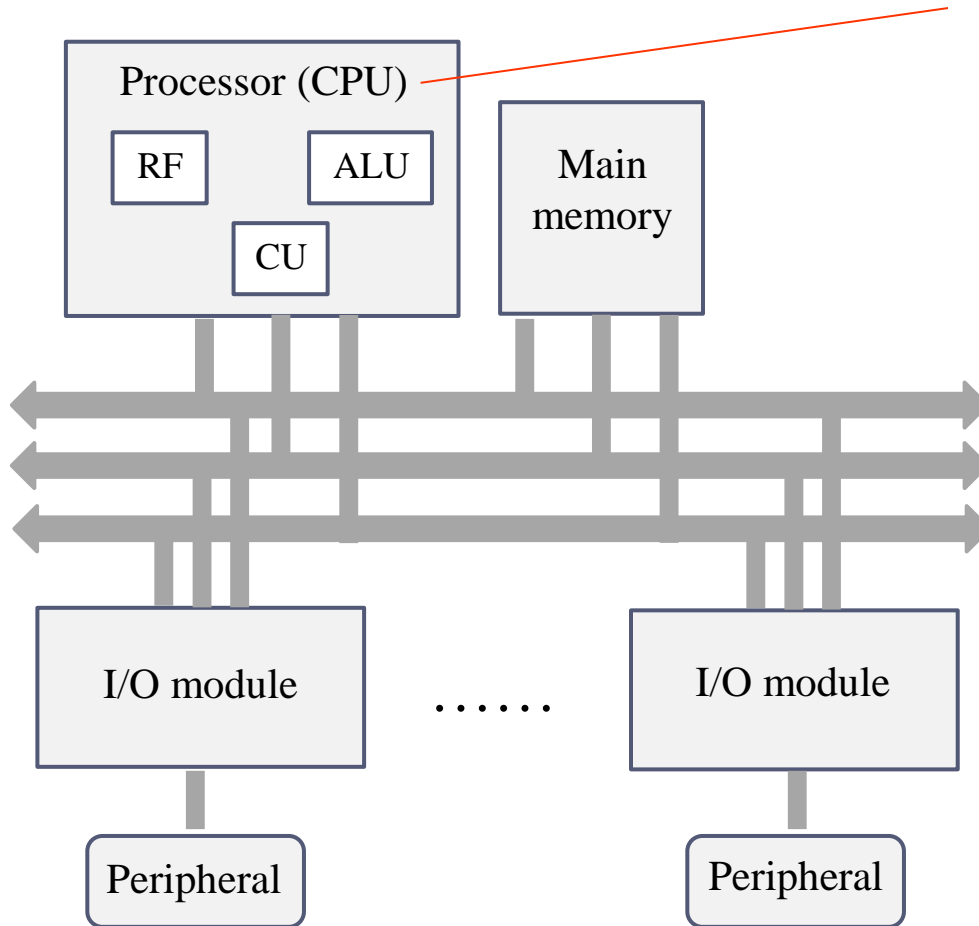 Processor (CPU)
RF
ALU
CU
Main
memory
I/O module
……
I/O module
Peripheral
Peripheral